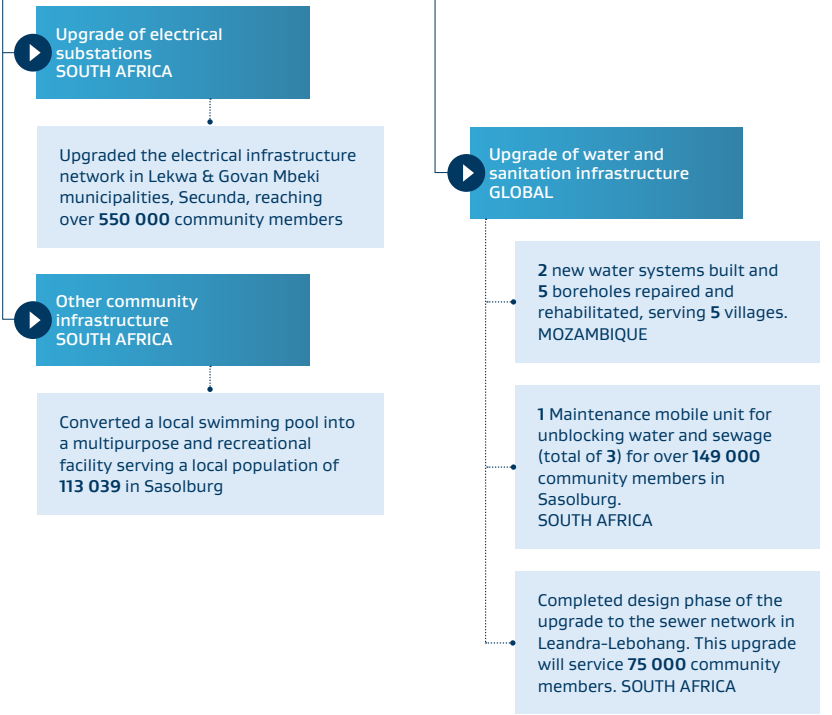 Upgrade of electrical
substations
SOUTH AFRICA
Upgraded the electrical infrastructure
network in Lekwa & Govan Mbeki
municipalities, Secunda, reaching
over 550 000 community members
Other community
infrastructure
SOUTH AFRICA
Converted a local swimming pool into
a multipurpose and recreational
facility serving a local population of
113 039 in Sasolburg
Upgrade of water and
sanitation infrastructure
GLOBAL
2 new water systems built and
5 boreholes repaired and
rehabilitated, serving 5 villages.
MOZAMBIQUE
1 Maintenance mobile unit for
unblocking water and sewage
(total of 3) for over 149 000
community members in
Sasolburg.
SOUTH AFRICA
Completed design phase of the
upgrade to the sewer network in
Leandra-Lebohang. This upgrade
will service 75 000 community
members. SOUTH AFRICA